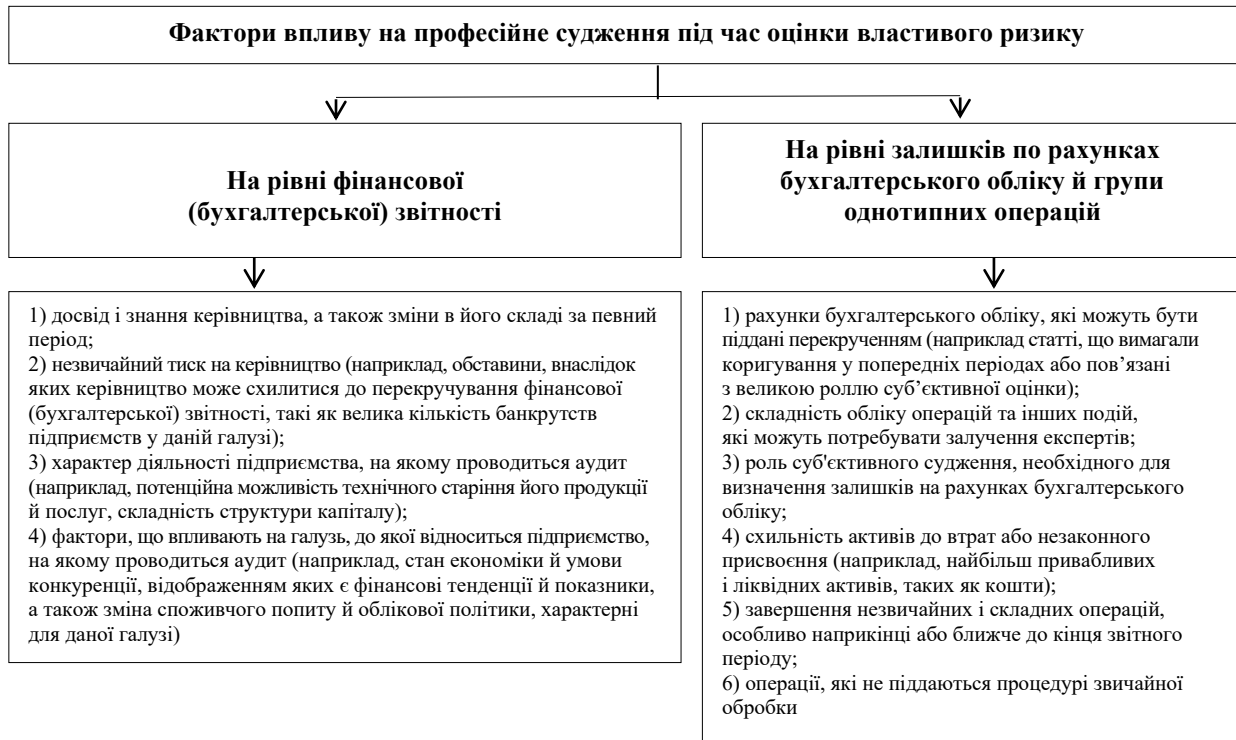 Фактори впливу на професійне судження під час оцінки властивого ризику
На рівні фінансової
(бухгалтерської) звітності
На рівні залишків по рахунках
бухгалтерського обліку й групи
однотипних операцій
1) досвід і знання керівництва, а також зміни в його складі за певний
період;
2) незвичайний тиск на керівництво (наприклад, обставини, внаслідок
яких керівництво може схилитися до перекручування фінансової
(бухгалтерської) звітності, такі як велика кількість банкрутств
підприємств у даній галузі);
3) характер діяльності підприємства, на якому проводиться аудит
(наприклад, потенційна можливість технічного старіння його продукції
й послуг, складність структури капіталу);
4) фактори, що впливають на галузь, до якої відноситься підприємство,
на якому проводиться аудит (наприклад, стан економіки й умови
конкуренції, відображенням яких є фінансові тенденції й показники,
а також зміна споживчого попиту й облікової політики, характерні
для даної галузі)
1) рахунки бухгалтерського обліку, які можуть бути
піддані перекрученням (наприклад статті, що вимагали
коригування у попередніх періодах або пов’язані
з великою роллю суб’єктивної оцінки);
2) складність обліку операцій та інших подій,
які можуть потребувати залучення експертів;
3) роль суб'єктивного судження, необхідного для
визначення залишків на рахунках бухгалтерського
обліку;
4) схильність активів до втрат або незаконного
присвоєння (наприклад, найбільш привабливих
і ліквідних активів, таких як кошти);
5) завершення незвичайних і складних операцій,
особливо наприкінці або ближче до кінця звітного
періоду;
6) операції, які не піддаються процедурі звичайної
обробки